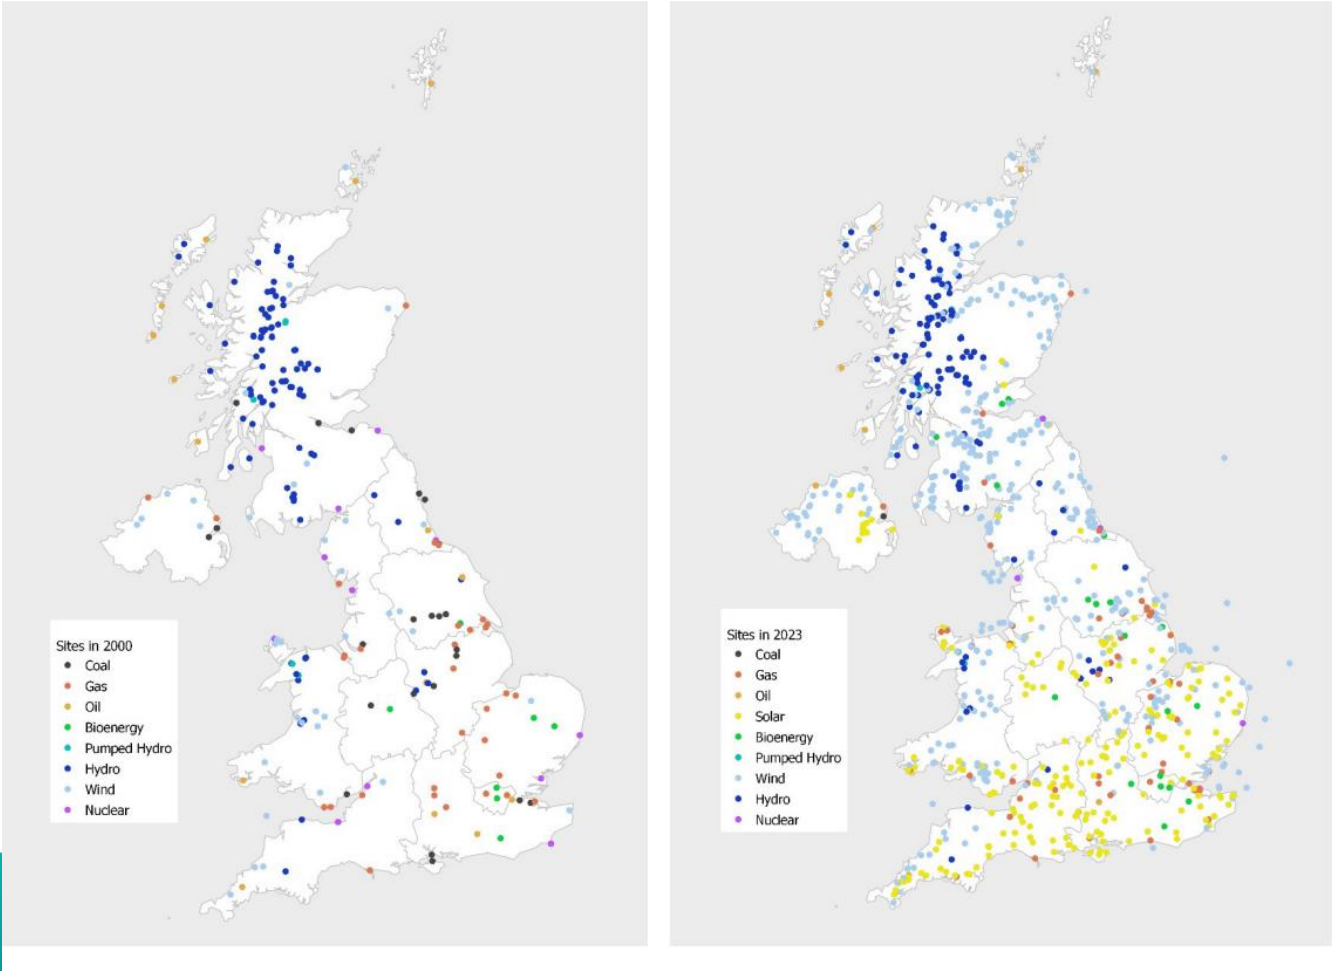 Sites in 2000
Coal
Gas
Oil
Bioenergy
Pumped Hydro
Hydro
Wind
Nuclear
Sites in 2023
Coal
Gas
Oil
Solar
Bioenergy
Pumped Hydro
Wind
Hydro
Nuclear